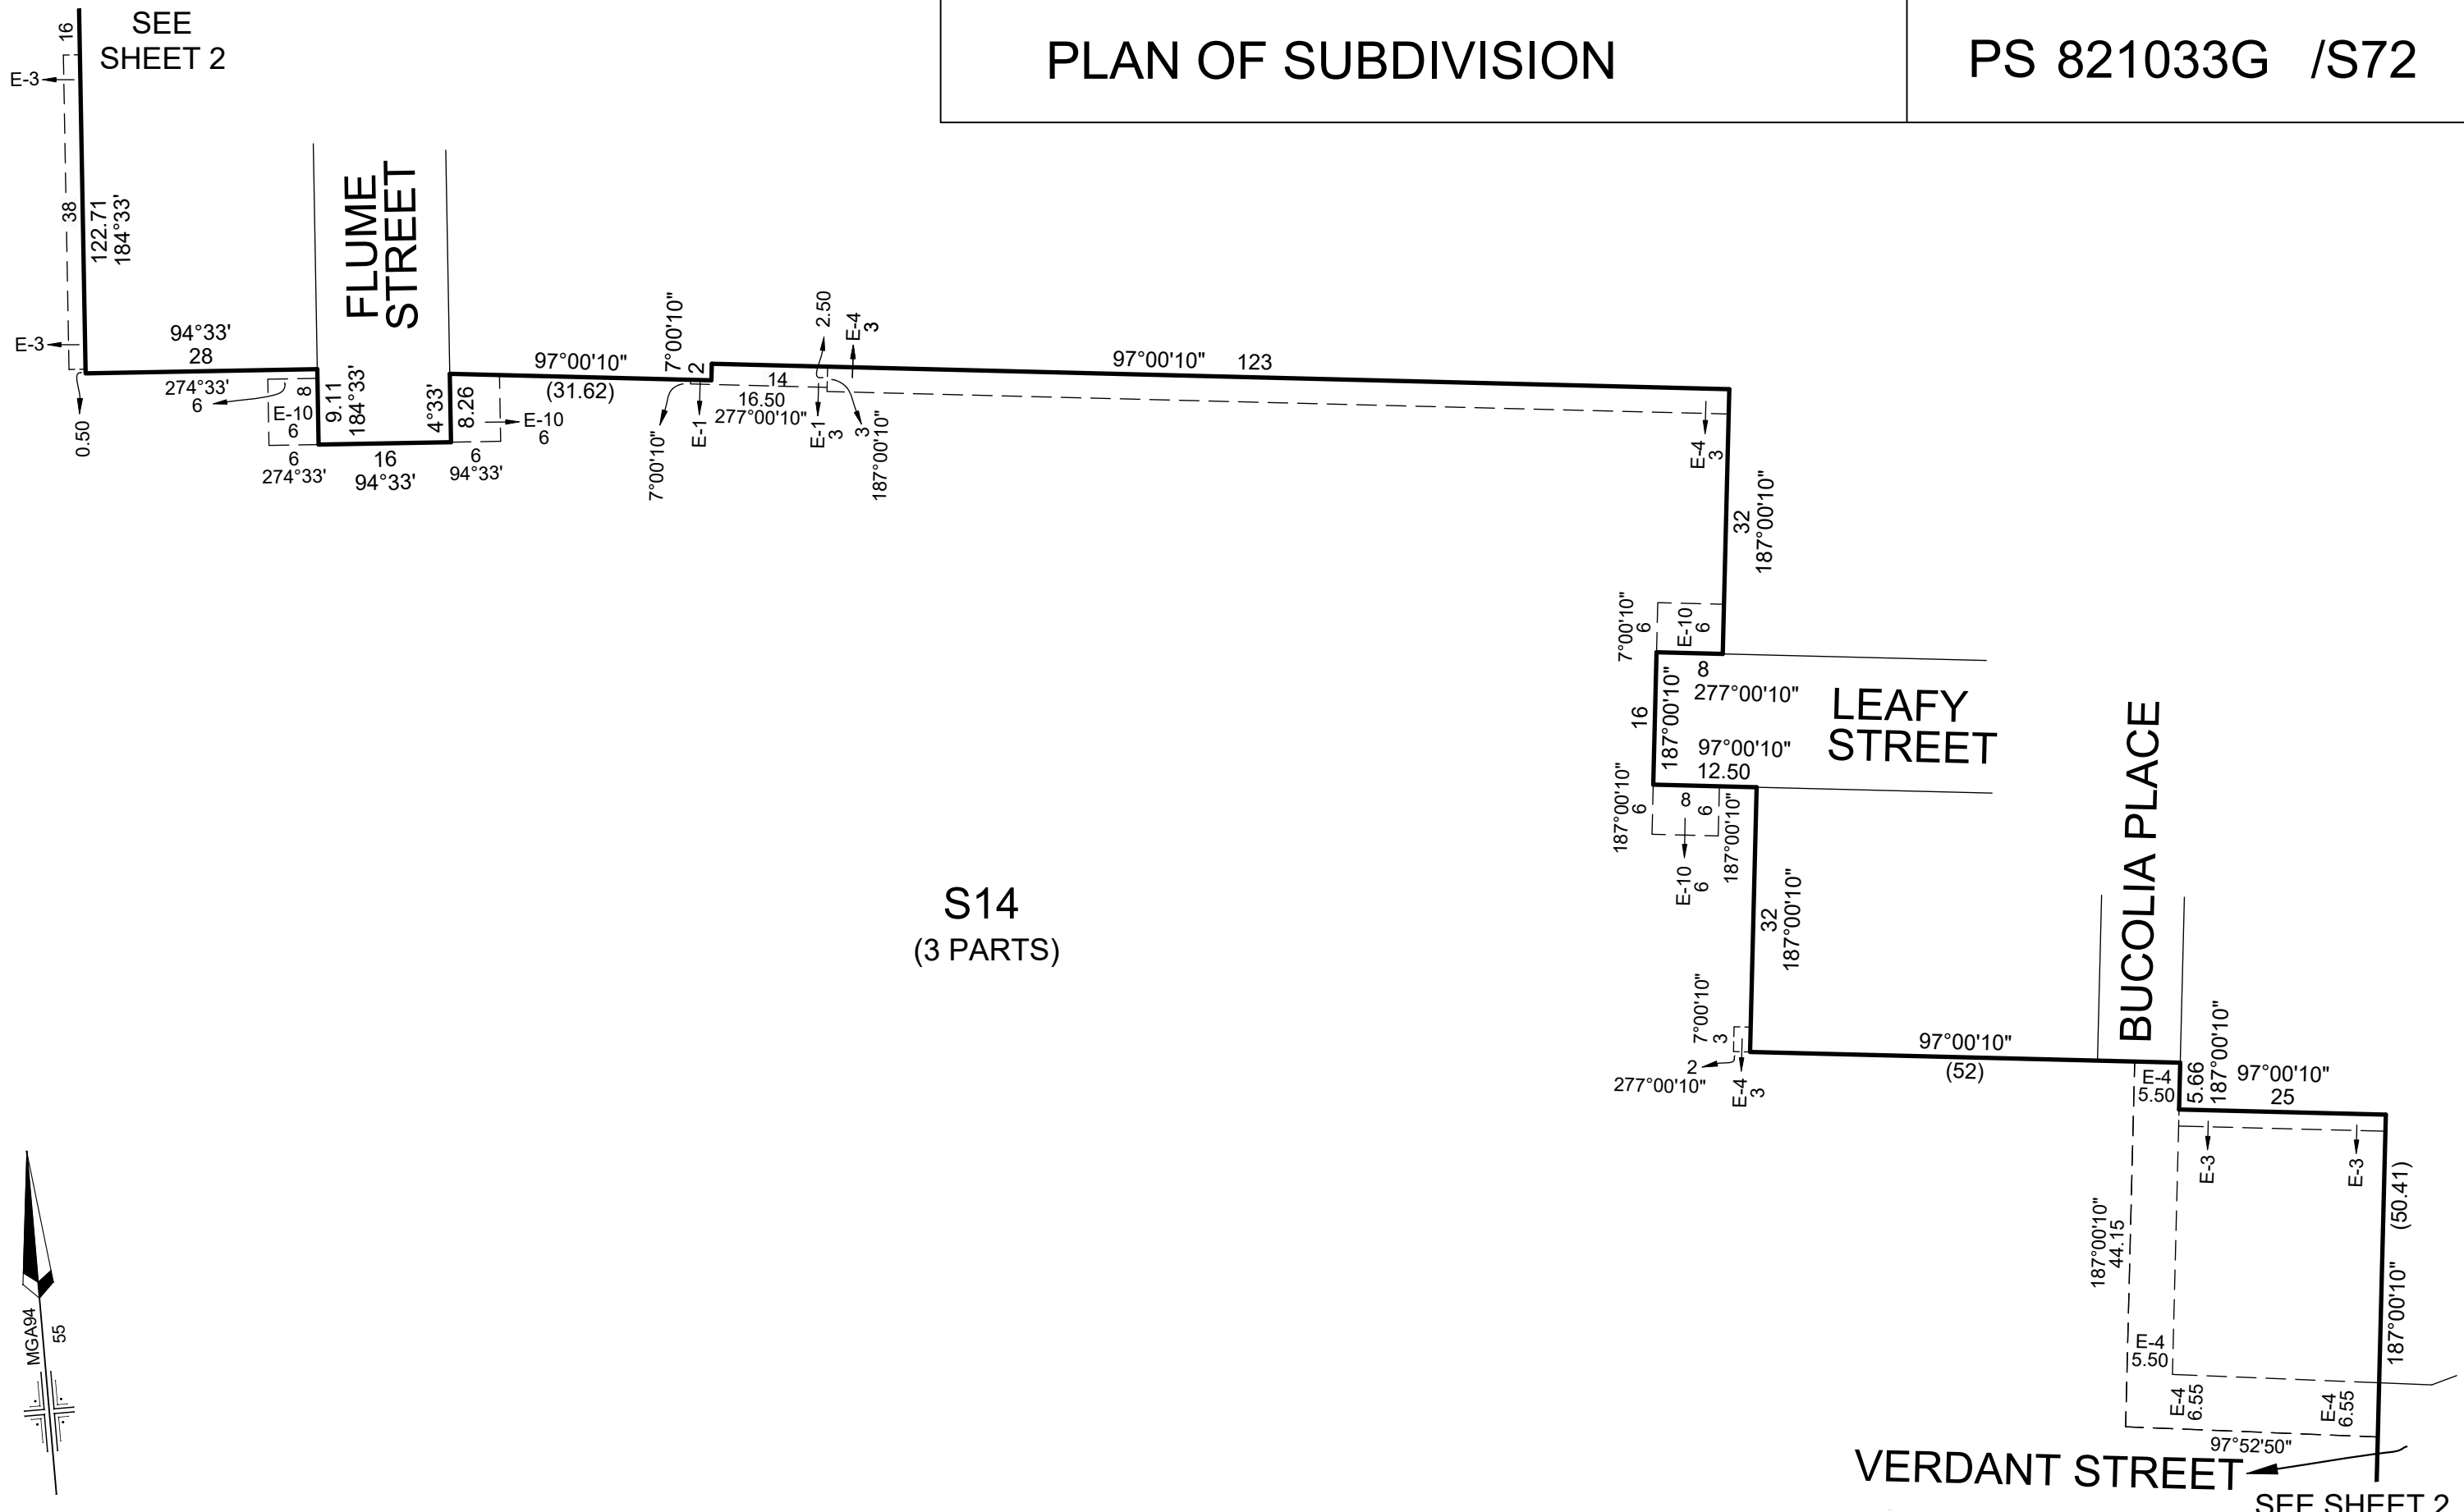 PLAN OF SUBDIVISION
PS 821033G /S72
SEE
SHEET 2
16
E-3
38
122.71
184°33'
E-3
0.50
FLUME
STREET
94°33'
28
274°33'
6
8
E-10
6
9.11
184°33'
6
274°33'
16
94°33'
4°33'
8.26
6
94°33'
E-10
6
97°00'10"
(31.62)
7°00'10"
2
7°00'10"
E-1
14
16.50
277°00'10"
2.50
E-4
3
E-1
3
3
187°00'10"
97°00'10" 123
E-4
3
32
187°00'10"
7°00'10"
6
E-10
6
8
277°00'10"
16
187°00'10"
LEAFY
STREET
97°00'10"
12.50
187°00'10"
6
8
6
187°00'10"
E-10
6
32
187°00'10"
BUCOLIA PLACE
S14
(3 PARTS)
7°00'10"
3
2
277°00'10"
E-4
3
97°00'10"
(52)
E-4
5.50
5.66
187°00'10"
97°00'10"
25
E-3
E-3
(50.41)
187°00'10"
187°00'10"
44.15
E-4
5.50
E-4
6.55
E-4
6.55
97°52'50"
VERDANT STREET
SEE SHEET 2
MGA94
55